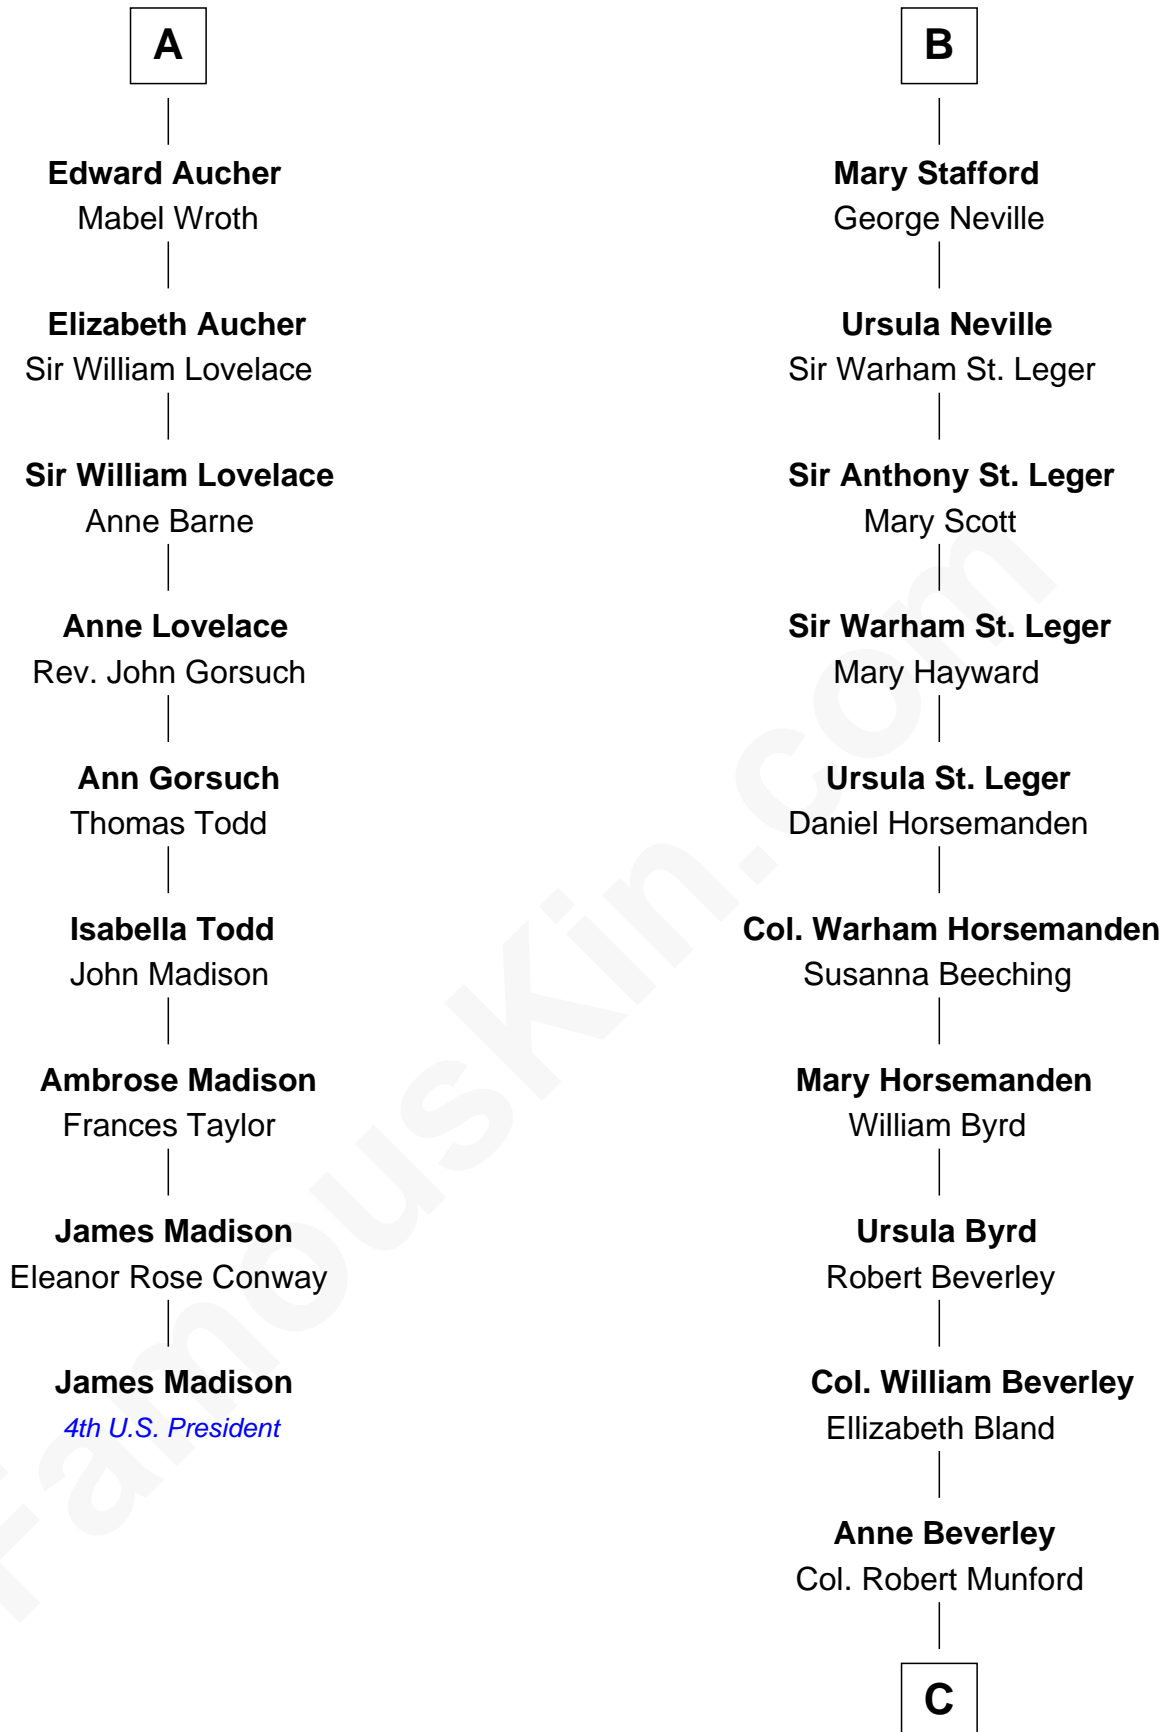 A
Edward Aucher
Mabel Wroth
Elizabeth Aucher
Sir William Lovelace
Sir William Lovelace
Anne Barne
Anne Lovelace
Rev. John Gorsuch
Ann Gorsuch
Thomas Todd
Isabella Todd
John Madison
Ambrose Madison
Frances Taylor
James Madison
Eleanor Rose Conway
James Madison
4th U.S. President
B
Mary Stafford
George Neville
Ursula Neville
Sir Warham St. Leger
Sir Anthony St. Leger
Mary Scott
Sir Warham St. Leger
Mary Hayward
Ursula St. Leger
Daniel Horsemanden
Col. Warham Horsemanden
Susanna Beeching
Mary Horsemanden
William Byrd
Ursula Byrd
Robert Beverley
Col. William Beverley
Ellizabeth Bland
Anne Beverley
Col. Robert Munford
C
FamousKin.com